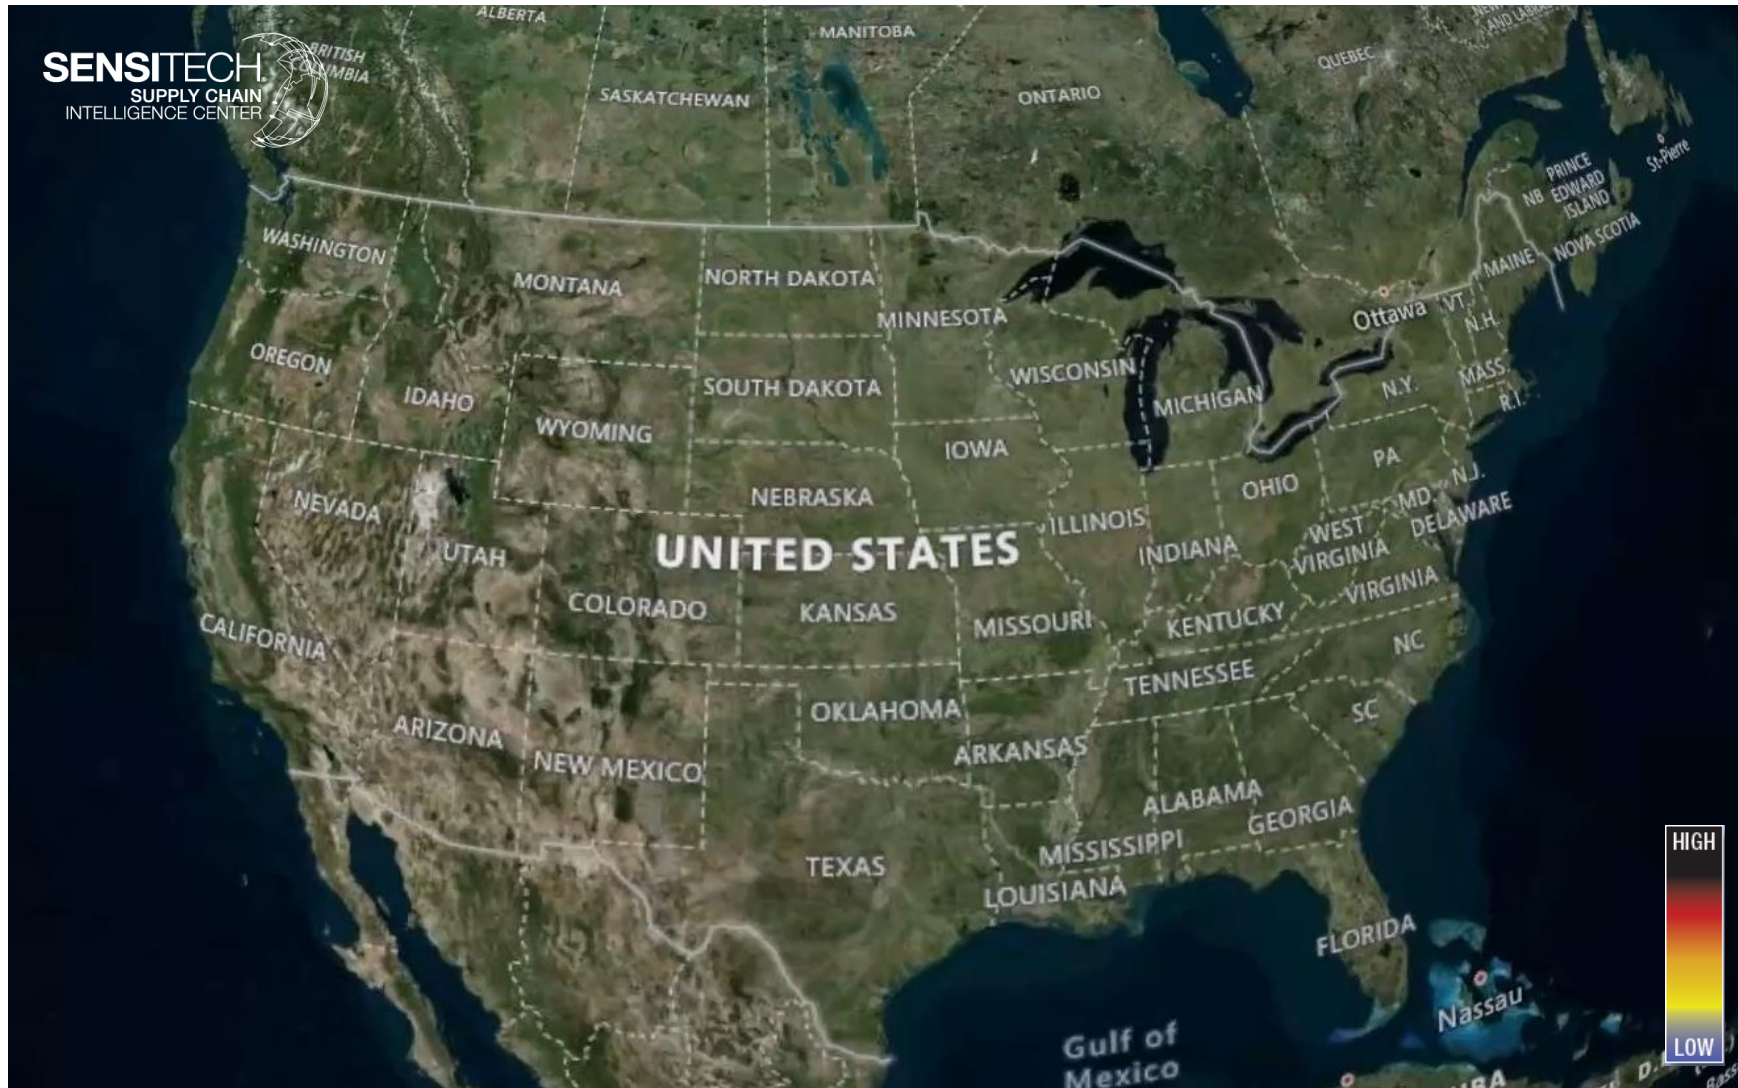 SENSITECH
SUPPLY CHAIN
INTELLIGENCE CENTER
BRITISH
COLUMBIA
ALBERTA
SASKATCHEWAN
MANITOBA
ONTARIO
QUEBEC
St-Pierre
PRINCE
EDWARD
ISLAND
NB
NOVA SCOTIA
WASHINGTON
MONTANA
NORTH DAKOTA
MINNESOTA
MAINE
Ottawa
VT.
N.H.
OREGON
IDAHO
WYOMING
SOUTH DAKOTA
WISCONSIN
MICHIGAN
N.Y.
MASS.
R.I.
IOWA
PA
NEVADA
UTAH
NEBRASKA
ILLINOIS
INDIANA
OHIO
N.J.
MD.
DELAWARE
WEST
VIRGINIA
VIRGINIA
UNITED STATES
CALIFORNIA
COLORADO
KANSAS
MISSOURI
KENTUCKY
NC
TENNESSEE
ARIZONA
NEW MEXICO
OKLAHOMA
ARKANSAS
SC
ALABAMA
GEORGIA
MISSISSIPPI
TEXAS
LOUISIANA
FLORIDA
Nassau
Gulf of
Mexico
HIGH
LOW